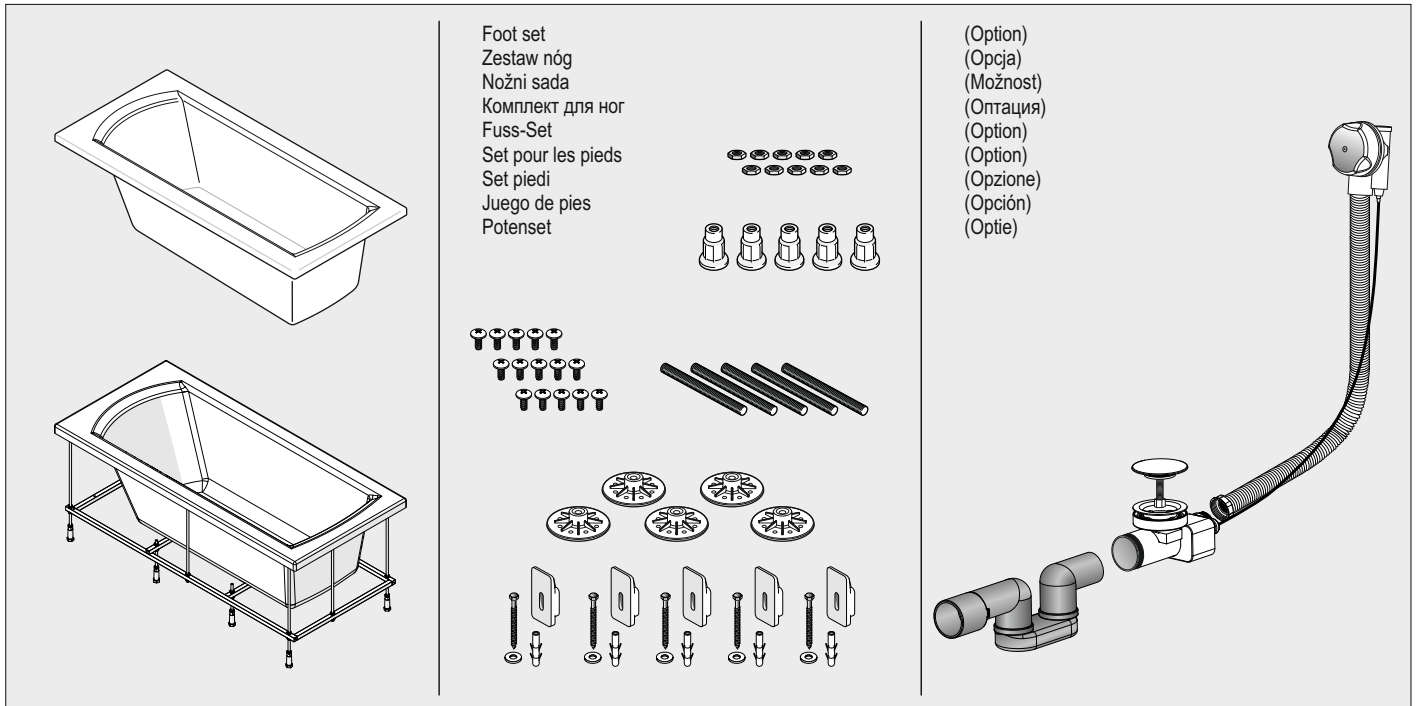 Foot set
Zestaw nóg
Nožni sada
Комплект для ног
Fuss-Set
Set pour les pieds
Set piedi
Juego de pies
Potenset
(Option)
(Opcja)
(Možnost)
(Оптация)
(Option)
(Option)
(Opzione)
(Opción)
(Optie)